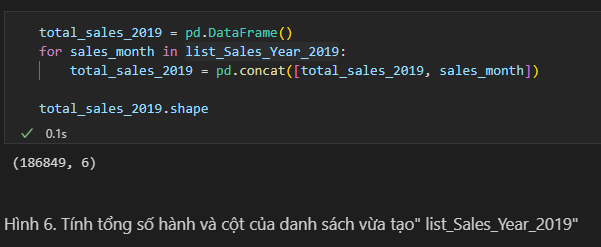 total_sales_2019 = pd.DataFrame()
for sales_month in list_Sales_Year_2019:
    total_sales_2019 = pd.concat([total_sales_2019, sales_month])
total_sales_2019.shape
✓ 0.1s
(186849, 6)
Hình 6. Tính tổng số hành và cột của danh sách vừa tạo" list_Sales_Year_2019"